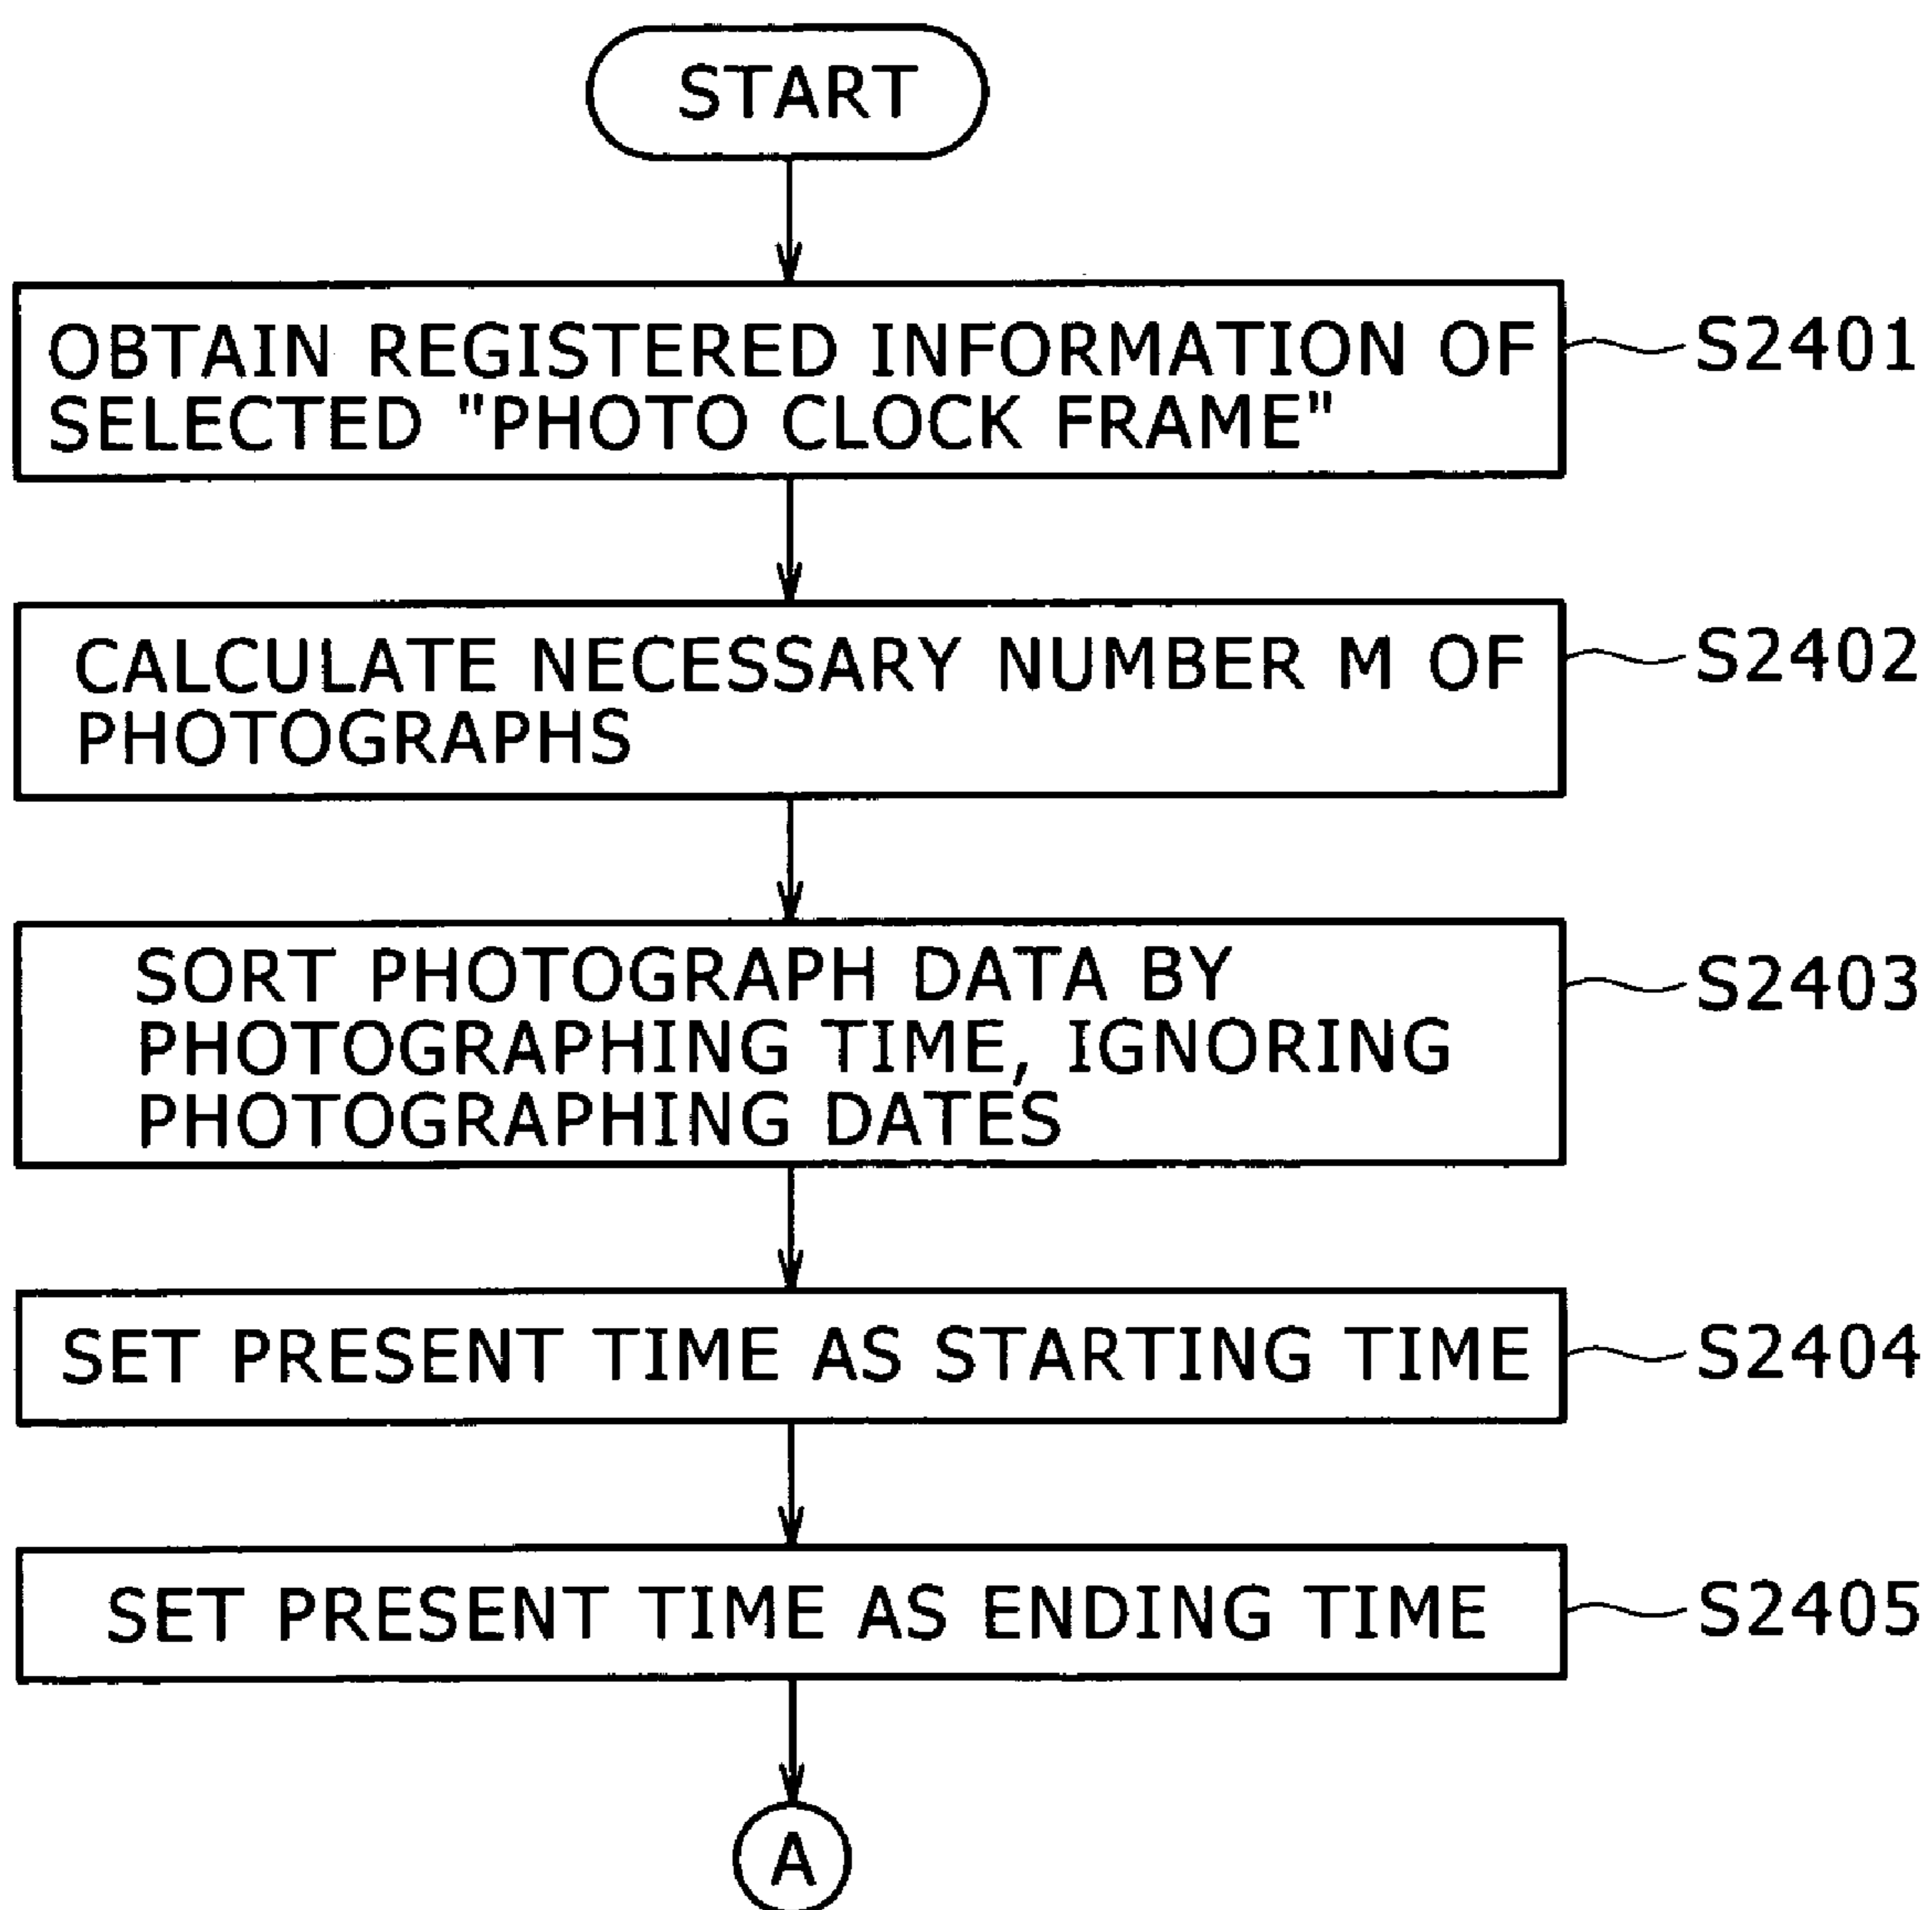 START
OBTAIN REGISTERED INFORMATION OF
SELECTED "PHOTO CLOCK FRAME"
S2401
CALCULATE NECESSARY NUMBER M OF
PHOTOGRAPHS
S2402
SORT PHOTOGRAPH DATA BY
PHOTOGRAPHING TIME, IGNORING
PHOTOGRAPHING DATES
S2403
SET PRESENT TIME AS STARTING TIME
S2404
SET PRESENT TIME AS ENDING TIME
S2405
A